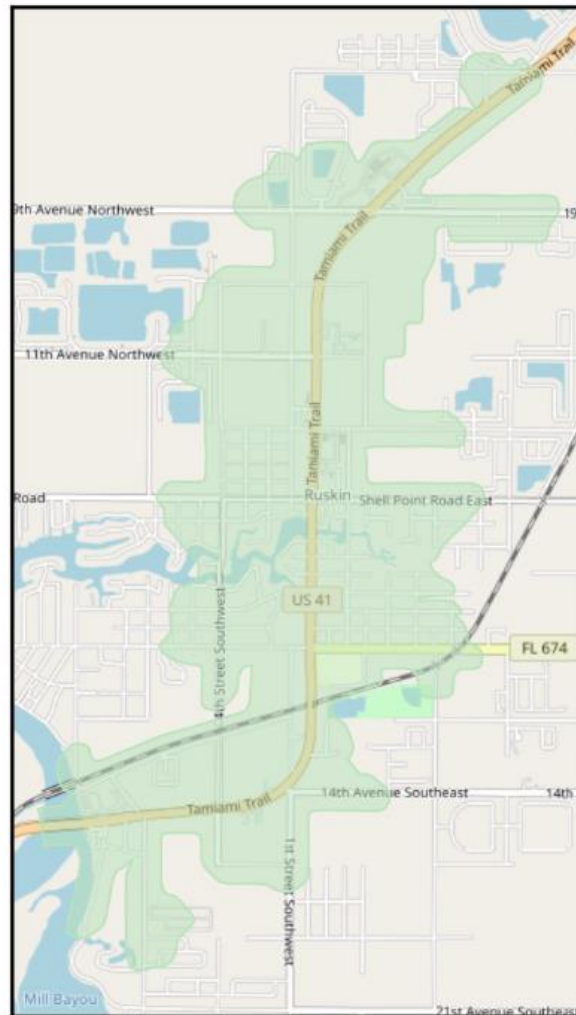 Tamiami Trail
9th Avenue Northwest
19
Tamiami Trail
11th Avenue Northwest
Tamiami Trail
Road
Ruskin
Shell Point Road East
US 41
4th Street Southwest
FL 674
Tamiami Trail
14th Avenue Southeast
14th
1st Street Southwest
Mill Bayou
21st Avenue Southeast